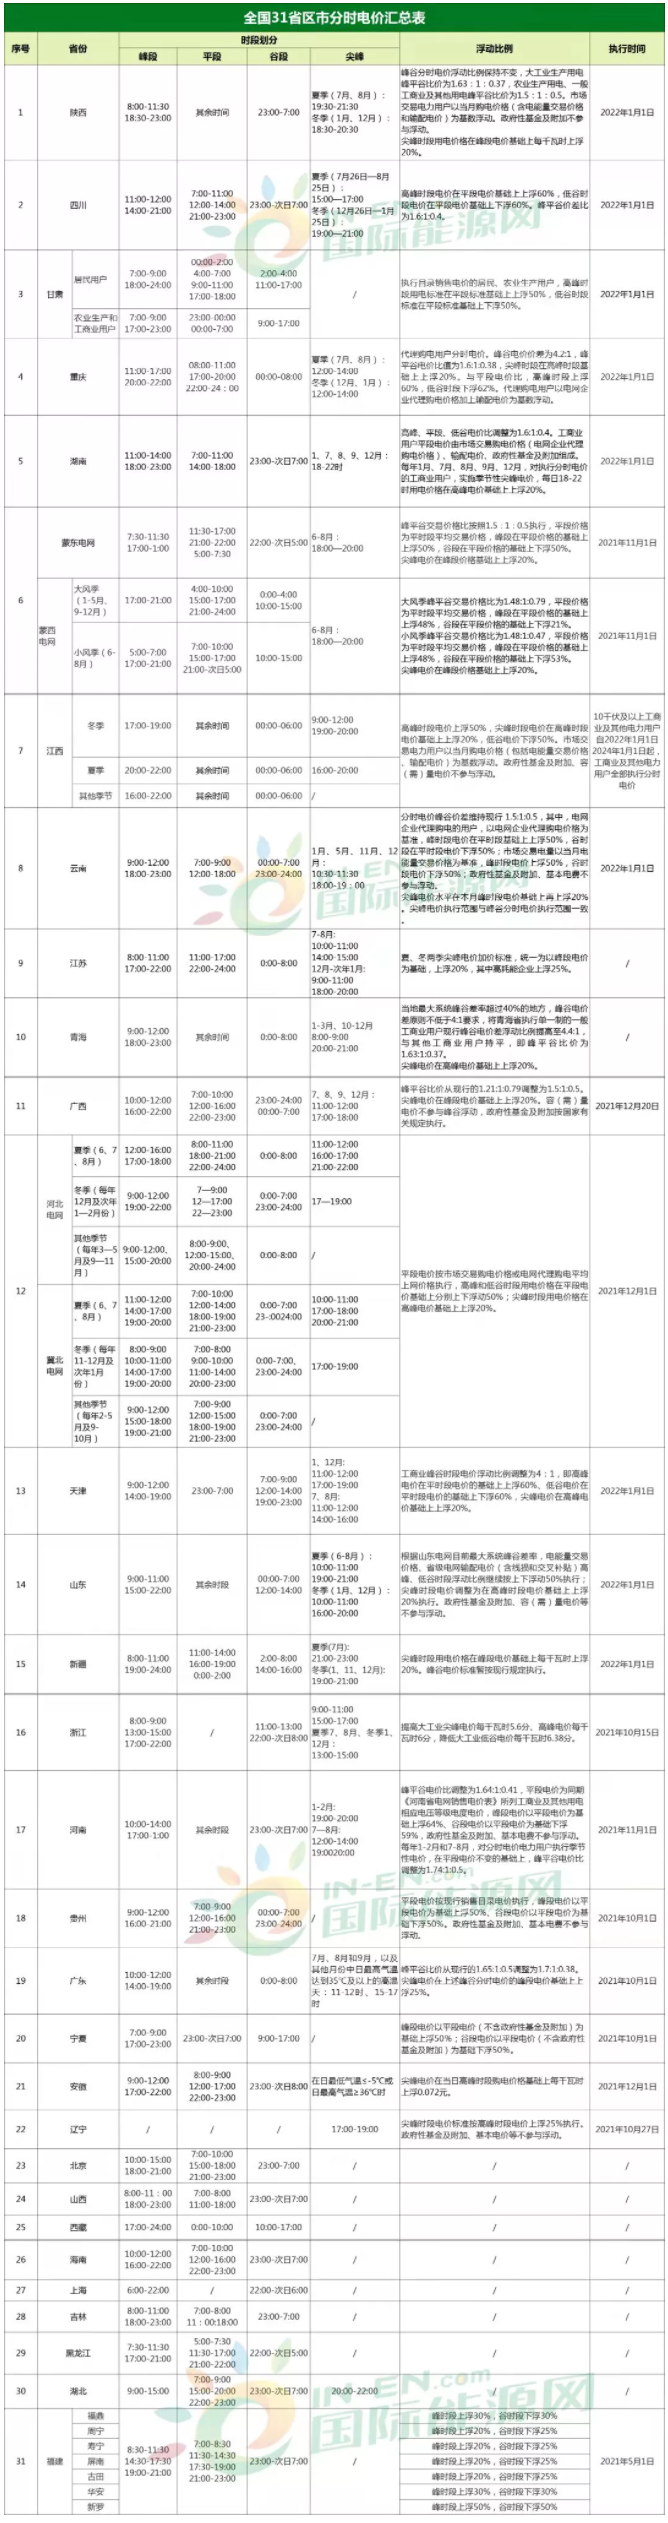 全国31省区市分时电价汇总表
序号 省份 时段划分 浮动比例 执行时间
峰段 平段 谷段 尖峰
1 陕西
8:00-11:30
18:30-23:00
其余时间
23:00-7:00
夏季（7月、8月）：
19:30-21:30
冬季（1月、12月）：
18:30-20:30
峰谷分时电价浮动比例保持不变，大工业生产用电
峰平谷比价为1.63：1：0.37，农业生产用电、一般
工商业及其他用电峰平谷比价为1.5：1：0.5。市场
交易电力用户以当月购电价格（含电能量交易价格
和输配电价）为基数浮动。政府性基金及附加不参
与浮动。
尖峰时段用电价格在峰段电价基础上每千瓦时上浮
20%。
2022年1月1日
2 四川
11:00-12:00
14:00-21:00
7:00-11:00
12:00-14:00
21:00-23:00
23:00-次日7:00
夏季（7月26日—8月
25日）：
15:00—17:00
冬季（12月26日—1月
25日）：
19:00—21:00
高峰时段电价在平段电价基础上上浮60%，低谷时
段电价在平段电价基础上下浮60%。峰平谷价差比
为1.6:1:0.4。
2022年1月1日
3 甘肃
居民用户
7:00-9:00
18:00-24:00
00:00-2:00
4:00-7:00
9:00-11:00
17:00-18:00
2:00-4:00
11:00-17:00
农业生产和
工商业用户
7:00-9:00
17:00-23:00
23:00-00:00
00:00-7:00
9:00-17:00
/
执行目录销售电价的居民、农业生产用户，高峰时
段用电标准在平段标准基础上上浮50%，低谷时段
标准在平段标准基础上下浮50%。
2022年1月1日
4 重庆
11:00-17:00
20:00-22:00
08:00-11:00
17:00-20:00
22:00-24：00
00:00–08:00
夏季（7月、8月）：
12:00-14:00
冬季（12月、1月）：
12:00-14:00
代理购电用户分时电价。峰谷电价价差为4.2:1，峰
平谷电价比值为1.6:1:0.38，尖峰时段在高峰时段基
础上上浮20%。与平段电价比，高峰时段上浮
60%，低谷时段下浮62%。代理购电用户以电网企
业代理购电价格加上输配电价为基数浮动。
2022年1月1日
5 湖南
11:00-14:00
18:00-23:00
7:00-11:00
14:00-18:00
23:00-次日7:00
1、7、8、9、12月：
18-22时
高峰、平段、低谷电价比调整为1.6:1:0.4。工商业
用户平段电价由市场交易购电价格（电网企业代理
购电价格）、输配电价、政府性基金及附加组成。
每年1月、7月、8月、9月、12月，对执行分时电价
的工商业用户，实施季节性尖峰电价，每日18-22
时用电价格在高峰电价基础上上浮20%。
2022年1月1日
6
蒙东电网
7:30-11:30
17:00-1:00
11:30-17:00
21:00-22:00
5:00-7:30
22:00-次日5:00
6-8月：
18:00—20:00
峰平谷交易价格比按照1.5：1：0.5执行，平段价格
为平时段平均交易价格，峰段在平段价格的基础上
上浮50%，谷段在平段价格的基础上下浮50%。
尖峰电价在峰段价格基础上上浮20%。
2021年11月1日
蒙西
电网
大风季
（1-5月、
9-12月）
17:00-21:00
4:00-10:00
15:00-17:00
21:00-24:00
0:00-4:00
10:00-15:00
小风季（6-
8月）
5:00-7:00
17:00-21:00
7:00-10:00
15:00-17:00
21:00-次日5:00
10:00-15:00
6-8月：
18:00—20:00
大风季峰平谷交易价格比为1.48:1:0.79，平段价格
为平时段平均交易价格，峰段在平段价格的基础上
上浮48%，谷段在平段价格的基础上下浮21%。
小风季峰平谷交易价格比为1.48:1:0.47，平段价格
为平时段平均交易价格，峰段在平段价格的基础上
上浮48%，谷段在平段价格的基础上下浮53%。
尖峰电价在峰段价格基础上上浮20%。
2021年11月1日
7 江西
冬季 17:00-19:00 其余时间 00:00-06:00
9:00-12:00
19:00-20:00
夏季 20:00-22:00 其余时间 00:00-06:00 16:00-20:00
其他季节 16:00-22:00 其余时间 00:00-06:00 /
高峰时段电价上浮50%，尖峰时段电价在高峰时段
电价基础上上浮20%，低谷电价下浮50%。市场交
易电力用户以当月购电价格（包括电能量交易价格
、输配电价）为基数浮动。政府性基金及附加、容
（需）量电价不参与浮动。
10千伏及以上工商
业及其他电力用户
自2022年1月1日
2024年1月1日起，
工商业及其他电力
用户全部执行分时
电价
8 云南
9:00-12:00
18:00-23:00
7:00-9:00
12:00-18:00
00:00-7:00
23:00-24:00
1月、5月、11月、12
月：
10:30-11:30
18:00-19：00
分时电价峰谷价差维持现行 1.5:1:0.5，其中，电网
企业代理购电的用户，以电网企业代理购电价格为
基准，峰时段电价在平时段基础上上浮50%，谷时
段在平时段电价下浮50%；市场交易电量以当月电
能量交易价格为基准，峰时段电价上浮50%，谷时
段电价下浮50%；政府性基金及附加、基本电费不
参与浮动。
尖峰电价水平在本月峰时段电价基础上再上浮20%
。尖峰电价执行范围与峰谷分时电价执行范围一致
。
2022年1月1日
9 江苏
8:00-11:00
17:00-22:00
11:00-17:00
22:00-24:00
0:00-8:00
7-8月:
10:00-11:00
14:00-15:00
12月-次年1月:
9:00-11:00
18:00-20:00
夏、冬两季尖峰电价加价标准，统一为以峰段电价
为基础，上浮20%，其中高耗能企业上浮25%。
/
10 青海
9:00-12:00
18:00-23:00
其余时间
0:00-8:00
1-3月、10-12月
8:00-9:00
20:00-21:00
当地最大系统峰谷差率超过40%的地方，峰谷电价
差原则不低于4:1要求，将青海省执行单一制的一般
工商业用户现行峰谷电价差浮动比例提高至4.4:1，
与其他工商业用户持平，即峰平谷比价为
1.63:1:0.37。
尖峰电价在高峰电价基础上上浮20%。
/
11 广西
10:00-12:00
16:00-22:00
7:00-10:00
12:00-16:00
22:00-23:00
23:00-24:00
00:00-7:00
7、8、9、12月：
11:00-12:00
17:00-18:00
峰平谷比价从现行的1.21:1:0.79调整为1.5:1:0.5。
尖峰电价在峰段电价基础上上浮20%。容（需）量
电价不参与峰谷浮动，政府性基金及附加按国家有
关规定执行。
2021年12月20日
12
河北
电网
夏季（6、7
、8月）
12:00-16:00
17:00-18:00
8:00-11:00
18:00-21:00
22:00-24:00
0:00-8:00
11:00-12:00
16:00-17:00
21:00-22:00
冬季（每年
12月及次年
1—2月份）
9:00-12:00
19:00-22:00
7—9:00
12—17:00
22—23:00
0:00-7:00
23:00-24:00
17—19:00
其他季节
（每年3—5
月及9—11
月）
9:00-12:00、
15:00-20:00
8:00-9:00、
12:00-15:00、
20:00-24:00
0:00-8:00
/
冀北
电网
夏季（6、7
、8月）
11:00-12:00
14:00-17:00
19:00-20:00
7:00-10:00
12:00-14:00
18:00-19:00
21:00-23:00
0:00-7:00
23-:0024:00
10:00-11:00
17:00-18:00
20:00-21:00
冬季（每年
11-12月及
次年1月
份）
8:00-9:00
10:00-11:00
14:00-17:00
19:00-20:00
7:00-8:00
9:00-10:00
11:00-14:00
20:00-23:00
0:00-7:00、
23:00-24:00
17:00-19:00
其他季节
（每年2-5
月及9-
10月）
9:00-12:00
15:00-18:00
19:00-21:00
7:00-9:00
12:00-15:00
18:00-19:00
21:00-23:00
0:00-7:00
23:00-24:00
/
平段电价按市场交易购电价格或电网代理购电平均
上网价格执行，高峰和低谷时段用电价格在平段电
价基础上分别上下浮动50%；尖峰时段用电价格在
高峰电价基础上上浮20%。
2021年12月1日
13 天津
9:00-12:00
14:00-19:00
23:00-7:00
7:00-9:00
12:00-14:00
19:00-23:00
1、12月:
11:00-12:00
17:00-19:00
7、8月:
11:00-12:00
14:00-16:00
工商业峰谷时段电价浮动比例调整为4：1，即高峰
电价在平时段电价的基础上上浮60%、低谷电价在
平时段电价的基础上下浮60%，尖峰电价在高峰电
价基础上上浮20%。
2022年1月1日
14 山东
9:00-11:00
15:00-22:00
其余时段
00:00-7:00
12:00-14:00
夏季（6-8月）：
10:00-11:00
19:00-21:00
冬季（1月、12月）：
10:00-11:00
16:00-20:00
根据山东电网目前最大系统峰谷差率，电能量交易
价格、省级电网输配电价（含线损和交叉补贴）高
峰、低谷时段浮动比例继续按上下浮动50%执行；
尖峰时段电价调整为在高峰时段电价基础上上浮
20%执行。政府性基金及附加、容（需）量电价等
不参与浮动。
2022年1月1日
15 新疆
8:00-11:00
19:00-24:00
11:00-14:00
16:00-19:00
0:00-2:00
2:00-8:00
14:00-16:00
夏季(7月):
21:00-23:00
冬季(1、11、12月):
19:00-21:00
尖峰时段用电价格在峰段电价基础上每千瓦时上浮
20%。峰谷电价标准暂按现行规定执行。
2022年1月1日
16 浙江
8:00-9:00
13:00-15:00
17:00-22:00
/
11:00-13:00
22:00-次日8:00
9:00-11:00
15:00-17:00
夏季7、8月、冬季1、
12月：
13:00-15:00
提高大工业尖峰电价每千瓦时5.6分、高峰电价每千
瓦时6分，降低大工业低谷电价每千瓦时6.38分。
2021年10月15日
17 河南
10:00-14:00
17:00-1:00
其余时段
23:00-次日7:00
1-2月:
19:00-20:00
7—8月:
12:00-14:00
19:0020:00
峰平谷电价比调整为1.64:1:0.41，平段电价为同期
《河南省电网销售电价表》所列工商业及其他用电
相应电压等级电度电价，峰段电价以平段电价为基
础上浮64%、谷段电价以平段电价为基础下浮
59%，政府性基金及附加、基本电费不参与浮动。
每年1-2月和7-8月，对分时电价电力用户执行季节
性电价，在平段电价不变的基础上，峰平谷电价比
调整为1.74:1:0.5。
2021年11月1日
18 贵州
9:00-12:00
16:00-21:00
7:00-9:00
12:00-16:00
21:00-23:00
00:00-7:00
23:00-24:00
/
平段电价按现行销售目录电价执行，峰段电价以平
段电价为基础上浮50%、谷段电价以平段电价为基
础下浮50%。政府性基金及附加、基本电费不参与
浮动。
2021年10月1日
19 广东
10:00-12:00
14:00-19:00
其余时段
0:00-8:00
7月、8月和9月，以及
其他月份中日最高气温
达到35℃及以上的高温
天：11-12时、15-17
时
峰平谷比价从现行的1.65:1:0.5调整为1.7:1:0.38。
尖峰电价在上述峰谷分时电价的峰段电价基础上上
浮25%。
2021年10月1日
20 宁夏
7:00-9:00
17:00-23:00
23:00-次日7:00
9:00-17:00
/
峰段电价以平段电价（不含政府性基金及附加）为
基础上浮50%；谷段电价以平段电价（不含政府性
基金及附加）为基础下浮50%。
2021年10月1日
21 安徽
9:00-12:00
17:00-22:00
8:00-9:00
12:00-17:00
22:00-23:00
23:00-次日8:00
在日最低气温≤-5℃或
日最高气温≥36℃时
尖峰电价在当日高峰时段购电价格基础上每千瓦时
上浮0.072元。
2021年12月1日
22 辽宁 / / / 17:00-19:00
尖峰时段电价标准按高峰时段电价上浮25%执行。
政府性基金及附加、基本电价等不参与浮动。
2021年10月27日
23 北京
10:00-15:00
18:00-21:00
7:00-10:00
15:00-18:00
21:00-23:00
23:00-7:00
/ / /
24 山西
8:00-11：00
18:00-23:00
7:00-8:00
11:00-18:00
23:00-次日7:00
/ / /
25 西藏 17:00-24:00 0:00-10:00 10:00-17:00 / / /
26 海南
10:00-12:00
16:00-22:00
7:00-10:00
12:00-16:00
22:00-23:00
23:00-次日7:00
/ / /
27 上海 6:00-22:00 / 22:00-次日6:00 / / /
28 吉林
8:00-11:00
18:00-23:00
7:00-8:00
11：00:18:00
23:00-7:00
/ / /
29 黑龙江
7:30-11:30
17:00-21:00
5:00-7:30
11:30-17:00
21:00-22:00
22:00-次日5:00
/ / /
30 湖北
9:00-15:00
7:00-9:00
15:00-20:00
22:00-23:00
23:00-次日7:00
20:00-22:00
/ /
31 福建
福鼎
周宁
寿宁
屏南
古田
华安
新罗
8:30-11:30
14:30-17:30
19:00-21:00
7:00-8:30
11:30-14:30
17:30-19:00
21:00-23:00
23:00-次日7:00
/
峰时段上浮30%，谷时段下浮30%
峰时段上浮20%，谷时段下浮25%
峰时段上浮20%，谷时段下浮25%
峰时段上浮20%，谷时段下浮25%
峰时段上浮20%，谷时段下浮25%
峰时段上浮30%，谷时段下浮30%
峰时段上浮50%，谷时段下浮50%
2021年5月1日
IN-EN.com
国际能源网